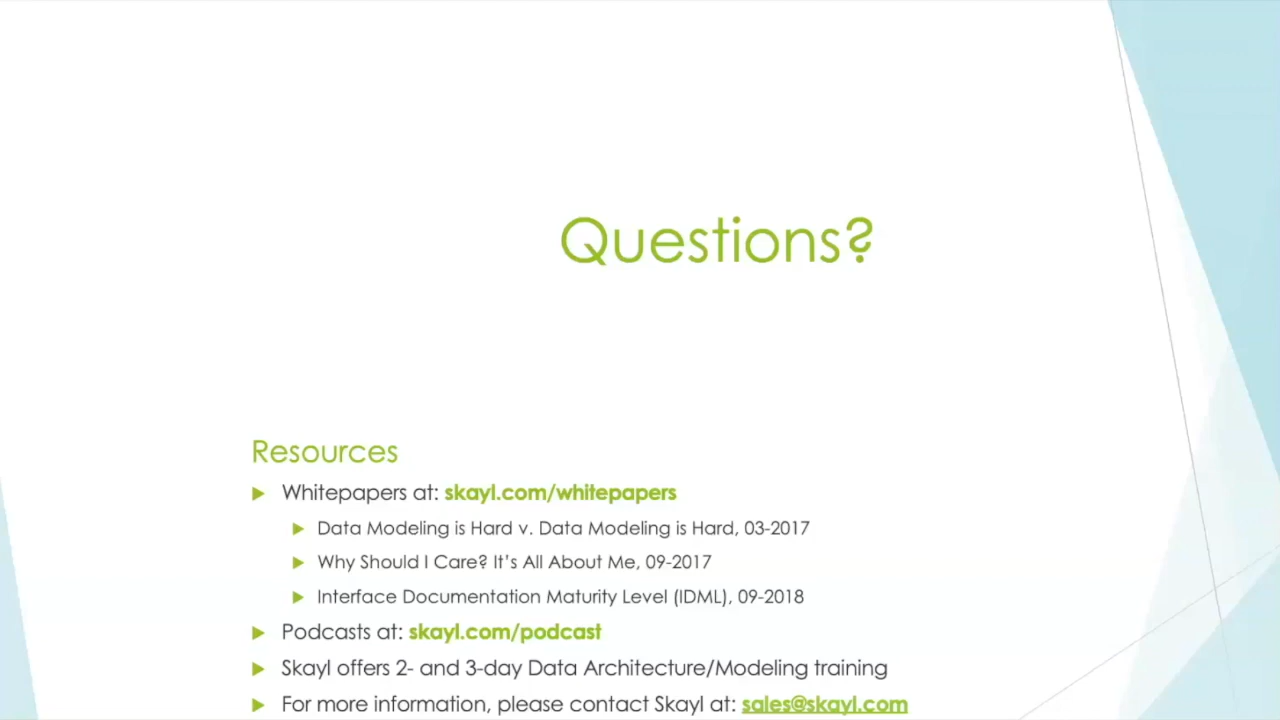 Questions?
Resources
Whitepapers at: skayl.com/whitepapers
Data Modeling is Hard v. Data Modeling is Hard, 03-2017
Why Should I Care? It's All About Me, 09-2017
Interface Documentation Maturity Level (IDML), 09-2018
Podcasts at: skayl.com/podcast
Skayl offers 2- and 3-day Data Architecture/Modeling training
For more information, please contact Skayl at: sales@skayl.com